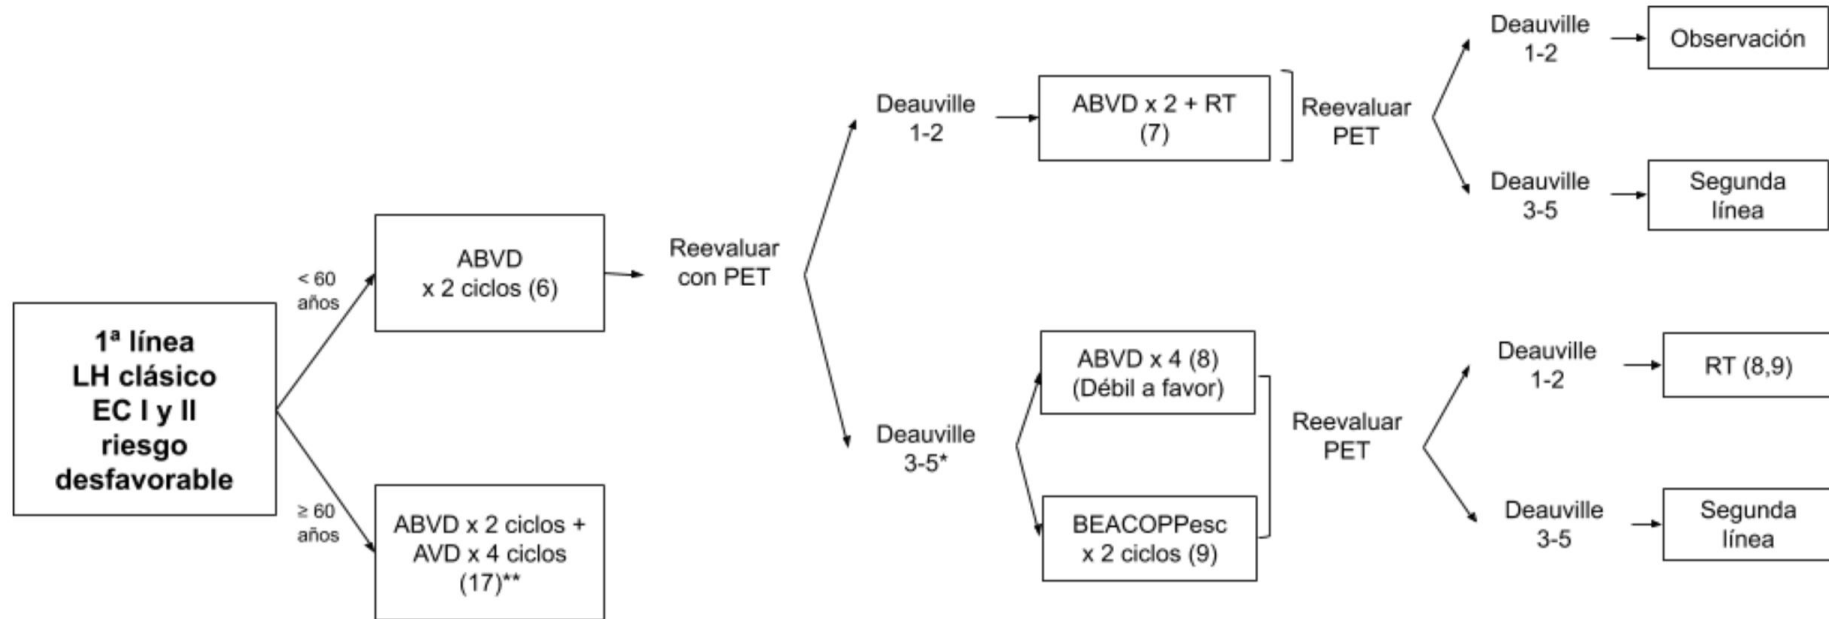 1ª línea
LH clásico
EC I y II
riesgo
desfavorable
< 60
años
ABVD
x 2 ciclos (6)
≥ 60
años
ABVD x 2 ciclos +
AVD x 4 ciclos
(17)**
Reevaluar
con PET
Deauville
1-2
ABVD x 2 + RT
(7)
Reevaluar
PET
Deauville
1-2
Observación
Deauville
3-5
Segunda
línea
Deauville
3-5*
ABVD x 4 (8)
(Débil a favor)
BEACOPPesc
x 2 ciclos (9)
Reevaluar
PET
Deauville
1-2
RT (8,9)
Deauville
3-5
Segunda
línea